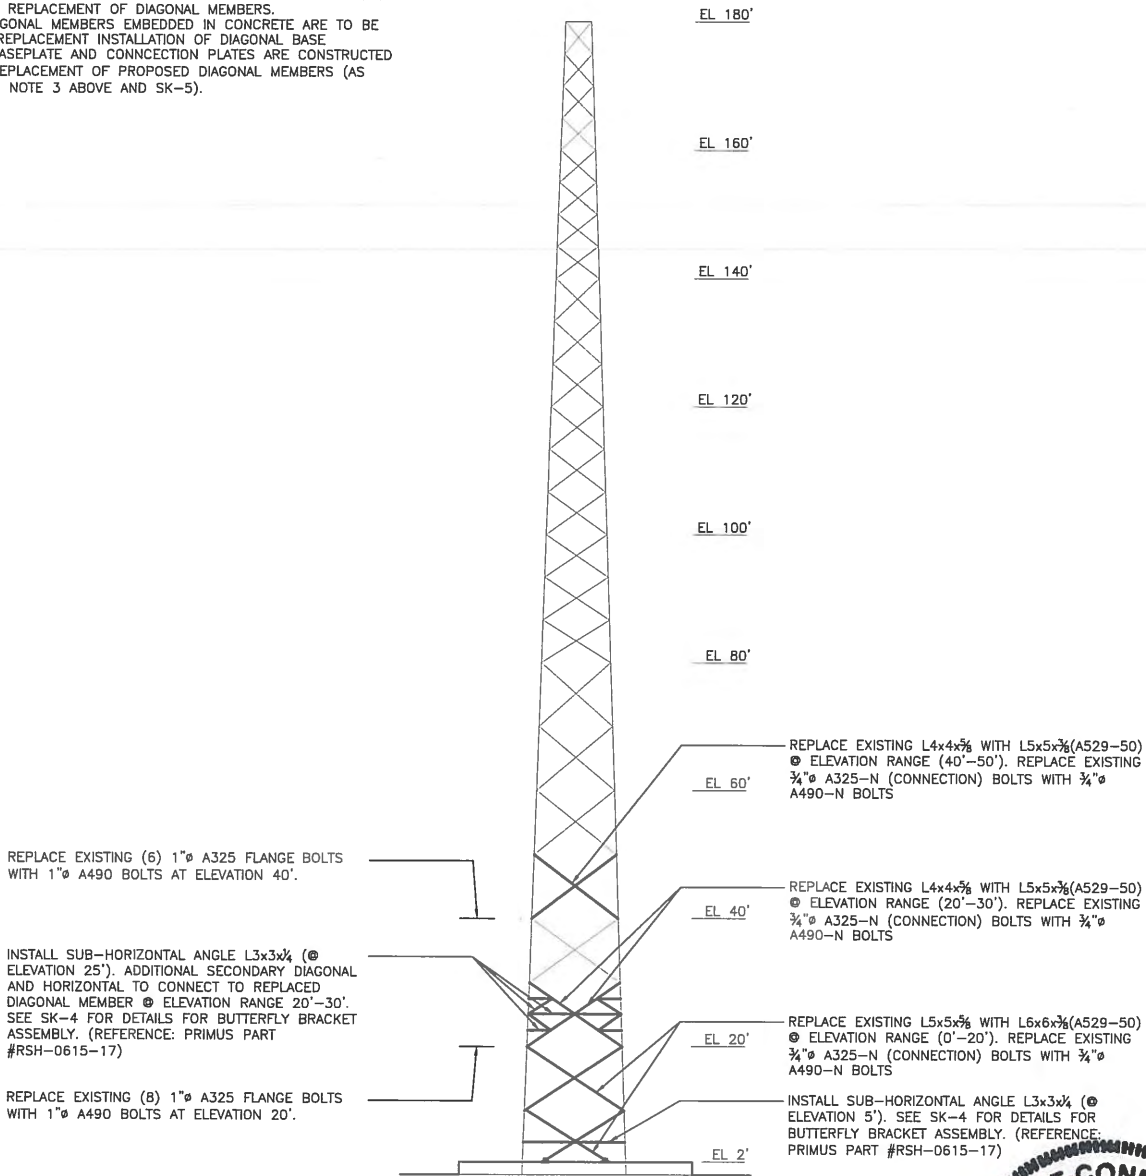 REPLACEMENT OF DIAGONAL MEMBERS.
GONAL MEMBERS EMBEDDED IN CONCRETE ARE TO BE
REPLACEMENT INSTALLATION OF DIAGONAL BASE
ASEPLATE AND CONNCECTION PLATES ARE CONSTRUCTED
EPLACEMENT OF PROPOSED DIAGONAL MEMBERS (AS
NOTE 3 ABOVE AND SK-5).
EL 180'
EL 160'
EL 140'
EL 120'
EL 100'
EL 80'
EL 60'
EL 40'
EL 20'
EL 2'
REPLACE EXISTING (6) 1"ø A325 FLANGE BOLTS
WITH 1"ø A490 BOLTS AT ELEVATION 40'.
INSTALL SUB-HORIZONTAL ANGLE L3x3x¼ (@
ELEVATION 25'). ADDITIONAL SECONDARY DIAGONAL
AND HORIZONTAL TO CONNECT TO REPLACED
DIAGONAL MEMBER @ ELEVATION RANGE 20'-30'.
SEE SK-4 FOR DETAILS FOR BUTTERFLY BRACKET
ASSEMBLY. (REFERENCE: PRIMUS PART
#RSH-0615-17)
REPLACE EXISTING (8) 1"ø A325 FLANGE BOLTS
WITH 1"ø A490 BOLTS AT ELEVATION 20'.
REPLACE EXISTING L4x4x⅝ WITH L5x5x⅜(A529-50)
@ ELEVATION RANGE (40'-50'). REPLACE EXISTING
¾"ø A325-N (CONNECTION) BOLTS WITH ¾"ø
A490-N BOLTS
REPLACE EXISTING L4x4x⅝ WITH L5x5x⅜(A529-50)
@ ELEVATION RANGE (20'-30'). REPLACE EXISTING
¾"ø A325-N (CONNECTION) BOLTS WITH ¾"ø
A490-N BOLTS
REPLACE EXISTING L5x5x⅝ WITH L6x6x⅜(A529-50)
@ ELEVATION RANGE (0'-20'). REPLACE EXISTING
¾"ø A325-N (CONNECTION) BOLTS WITH ¾"ø
A490-N BOLTS
INSTALL SUB-HORIZONTAL ANGLE L3x3x¼ (@
ELEVATION 5'). SEE SK-4 FOR DETAILS FOR
BUTTERFLY BRACKET ASSEMBLY. (REFERENCE:
PRIMUS PART #RSH-0615-17)